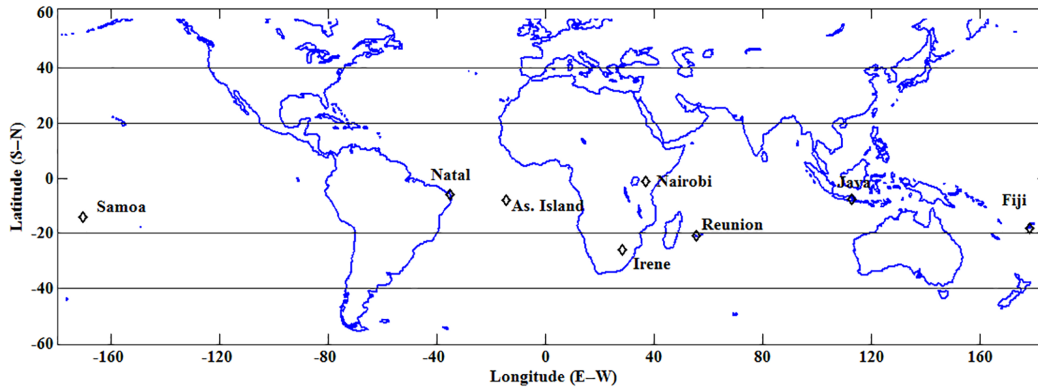 60
40
20
0
-20
-40
-60
Latitude (S–N)
Samoa
Natal
As. Island
Nairobi
Irene
Reunion
Java
Fiji
-160
-120
-80
-40
0
40
80
120
160
Longitude (E–W)